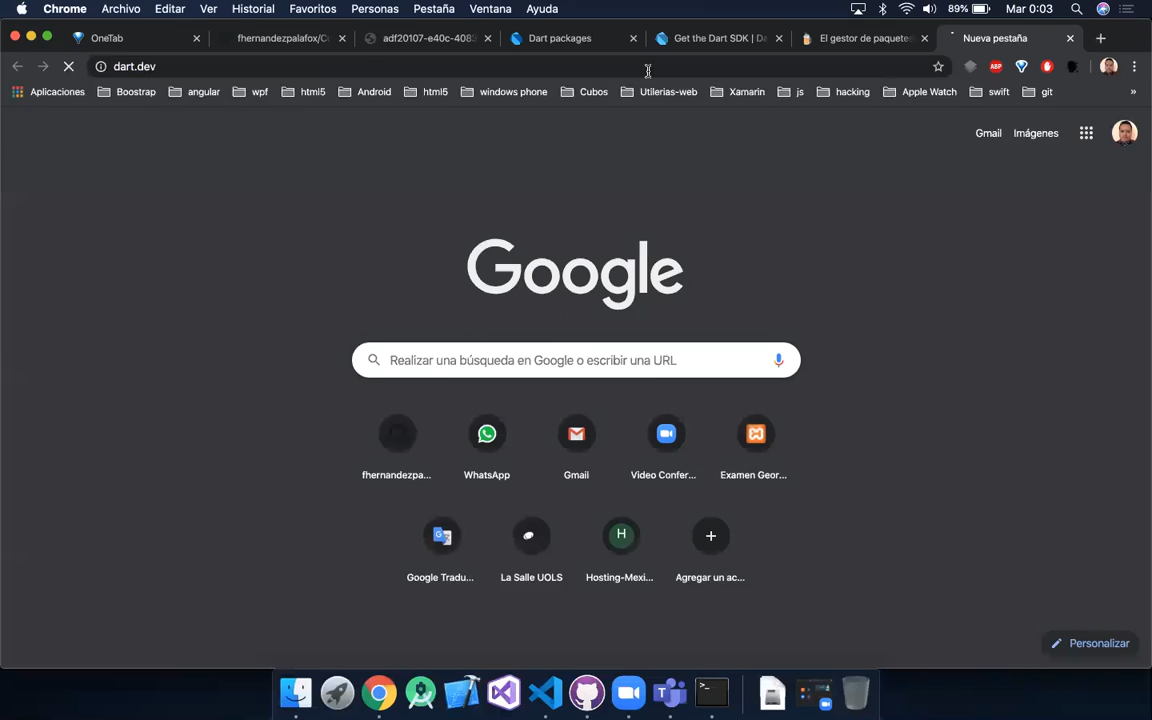 Chrome Archivo Editar Ver Historial Favoritos Personas Pestaña Ventana Ayuda 89% Mar 0:03
OneTab fhernandezpalafox/Cu adf20107-e40c-4082 Dart packages Get the Dart SDK | Da El gestor de paquete Nueva pestaña
dart.dev ABP
Aplicaciones Boostrap angular wpf html5 Android html5 windows phone Cubos Utilerias-web Xamarin js hacking Apple Watch swift git »
Gmail Imágenes
Google
Realizar una búsqueda en Google o escribir una URL
fhernandezpa... WhatsApp Gmail Video Confer... Examen Geor...
H
Google Tradu... La Salle UOLS Hosting-Mexi... Agregar un ac...
Personalizar